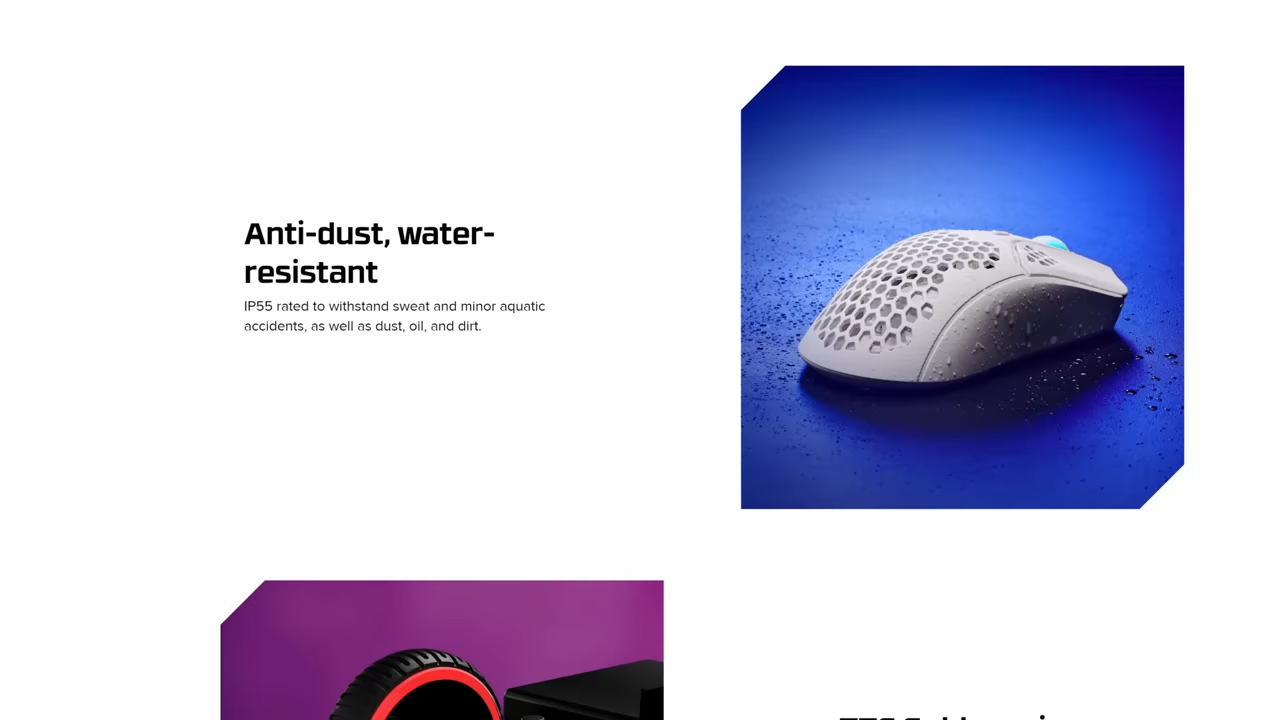 Anti-dust, water-
resistant
IP55 rated to withstand sweat and minor aquatic
accidents, as well as dust, oil, and dirt.